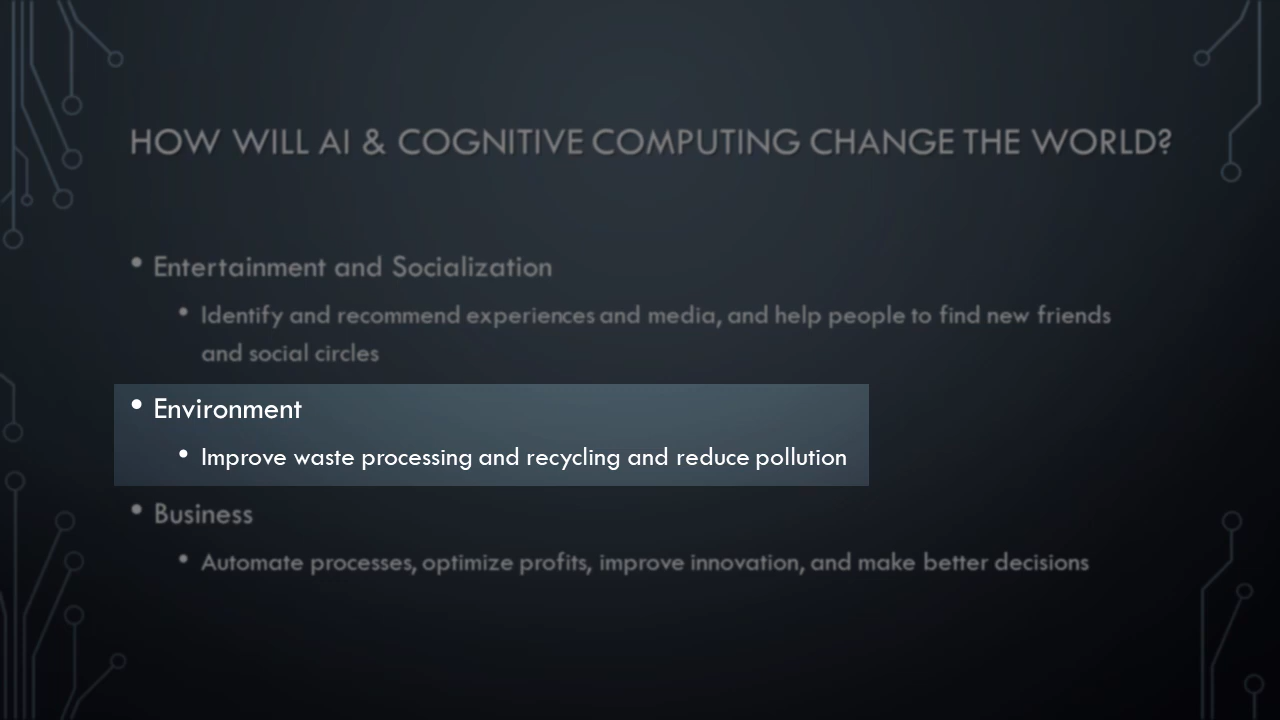 HOW WILL AI & COGNITIVE COMPUTING CHANGE THE WORLD?
• Entertainment and Socialization
• Identify and recommend experiences and media, and help people to find new friends
and social circles
• Environment
• Improve waste processing and recycling and reduce pollution
• Business
• Automate processes, optimize profits, improve innovation, and make better decisions